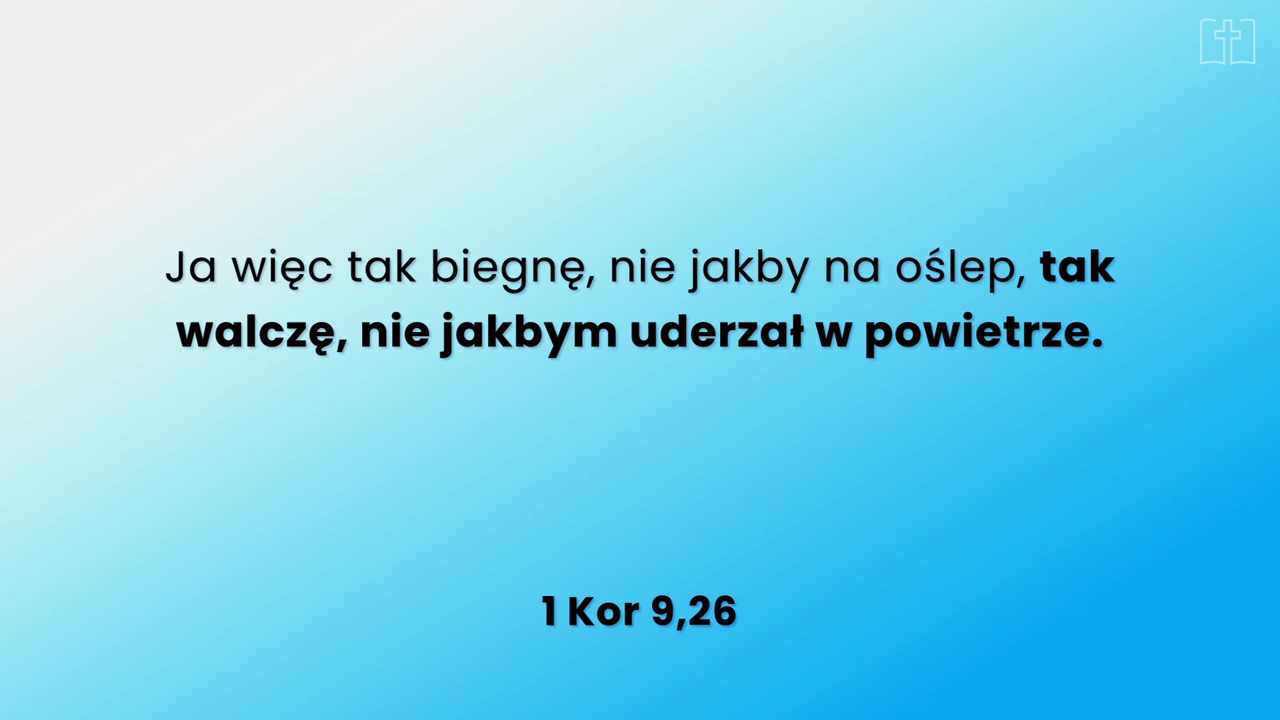 Ja więc tak biegnę, nie jakby na oślep, tak
walczę, nie jakbym uderzał w powietrze.
1 Kor 9,26